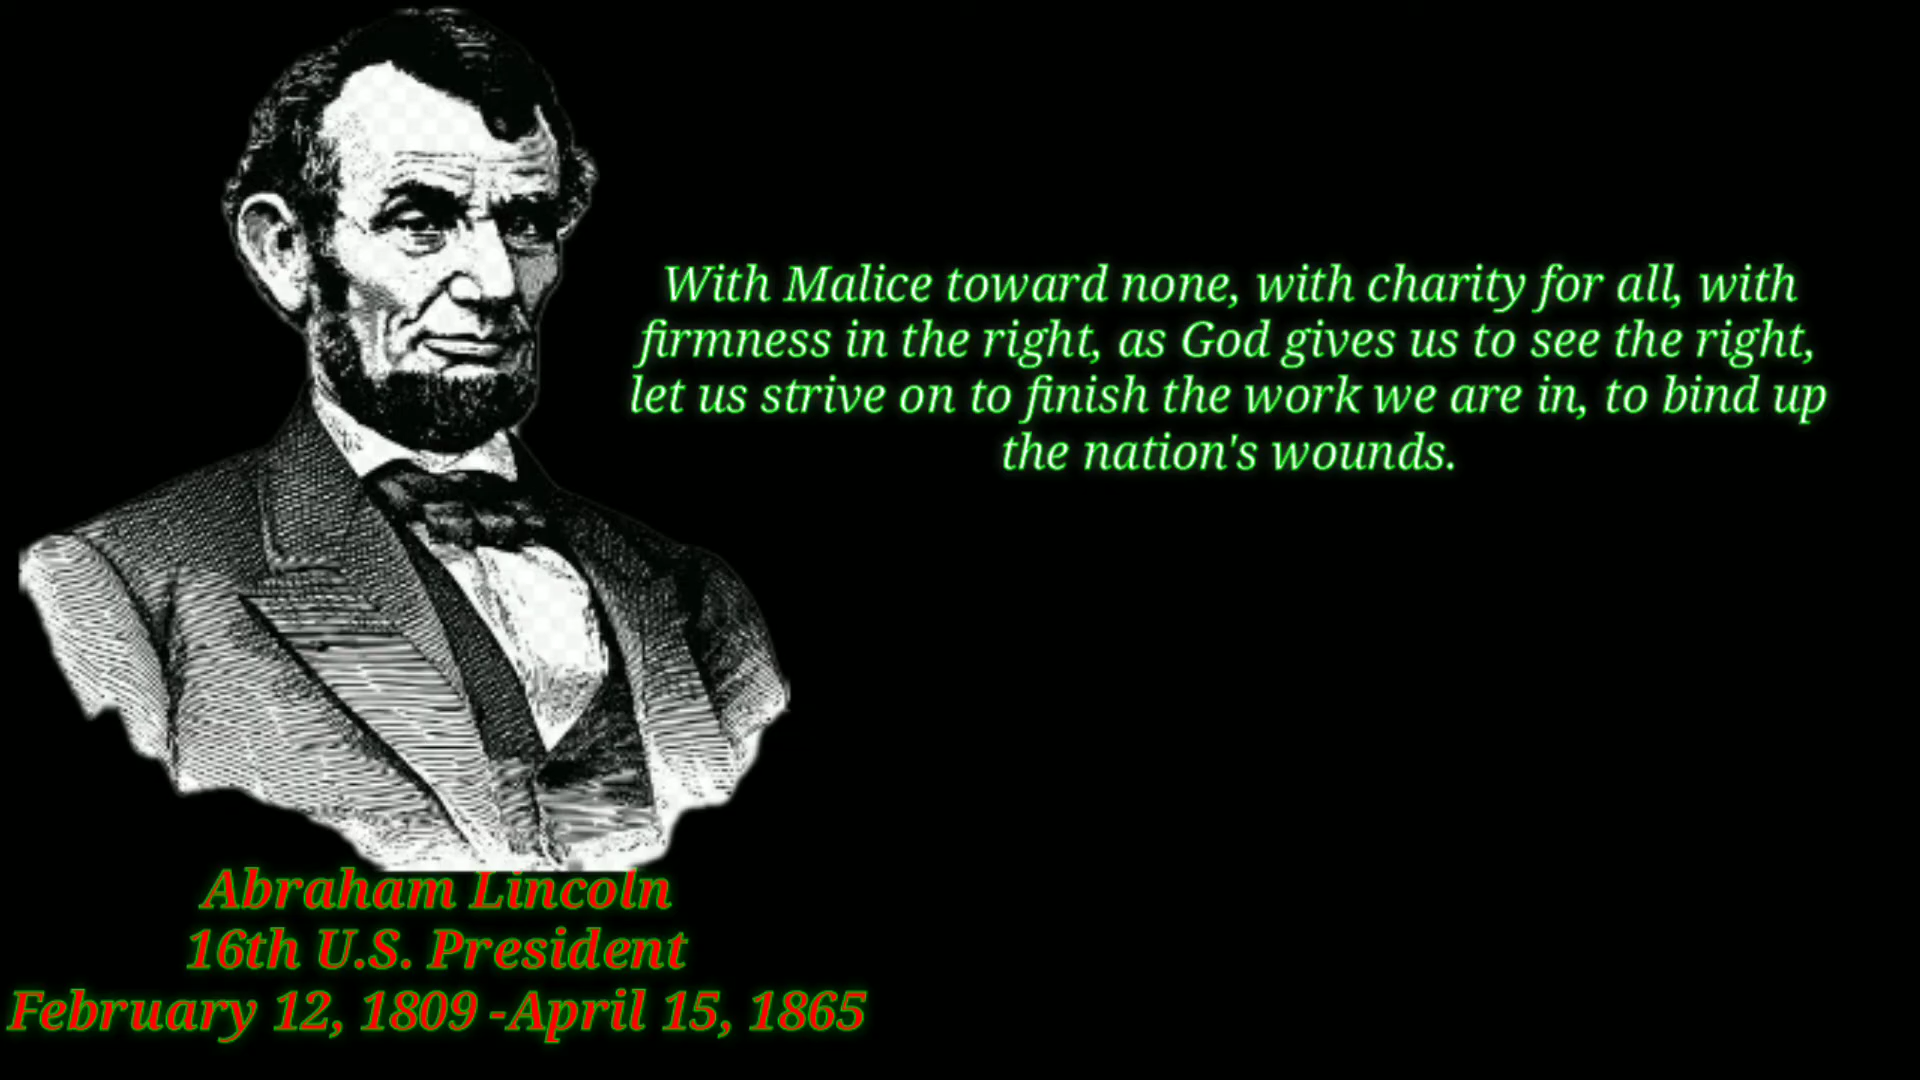 With Malice toward none, with charity for all, with
firmness in the right, as God gives us to see the right,
let us strive on to finish the work we are in, to bind up
the nation's wounds.
Abraham Lincoln
16th U.S. President
February 12, 1809 -April 15, 1865